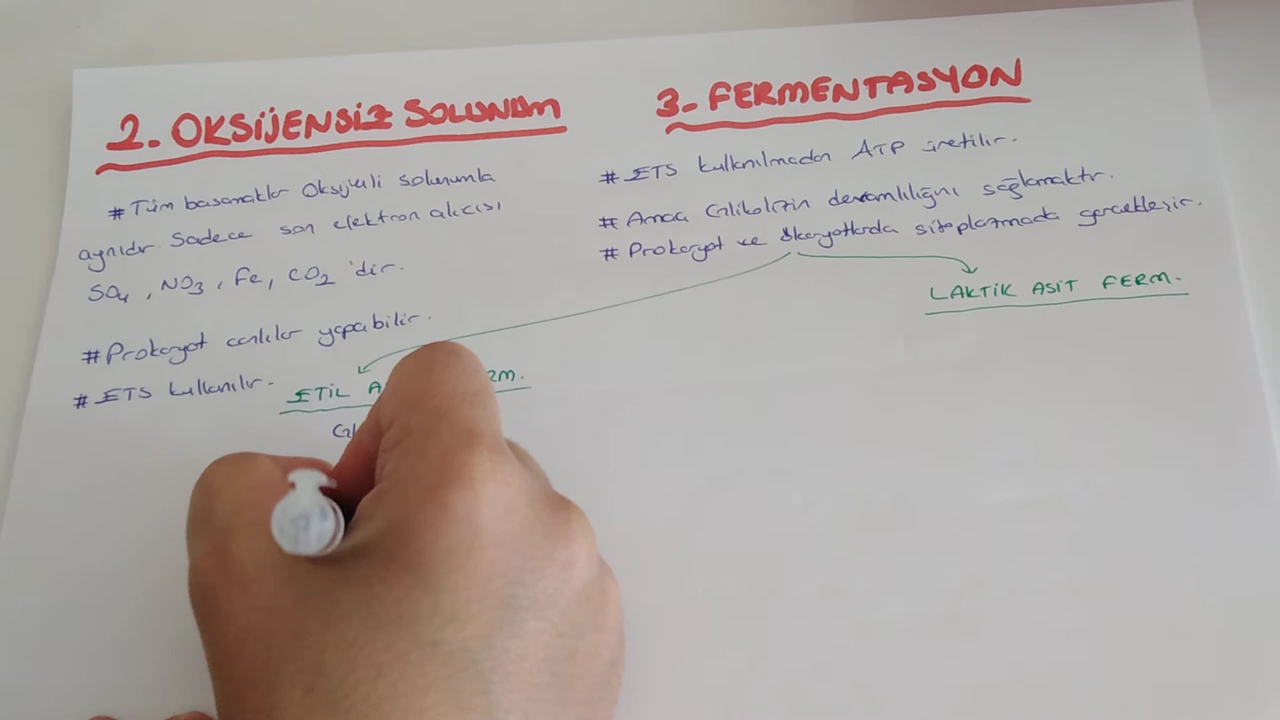 2. OKSİJENSİZ SOLUNUM
# Tüm basamaklar Oksijenli solunumla
aynıdır. Sadece son elektron alıcısı
SO4, NO3, Fe, CO2 'dir.
# Prokaryot canlılar yapabilir.
# ETS kullanılır.
3. FERMENTASYON
# ETS kullanılmadan ATP üretilir.
# Amaç Glikolizin devamlılığını sağlamaktır.
# Prokaryot ve ökaryotlarda sitoplazmada gerçekleşir.
LAKTİK ASİT FERM.
ETİL